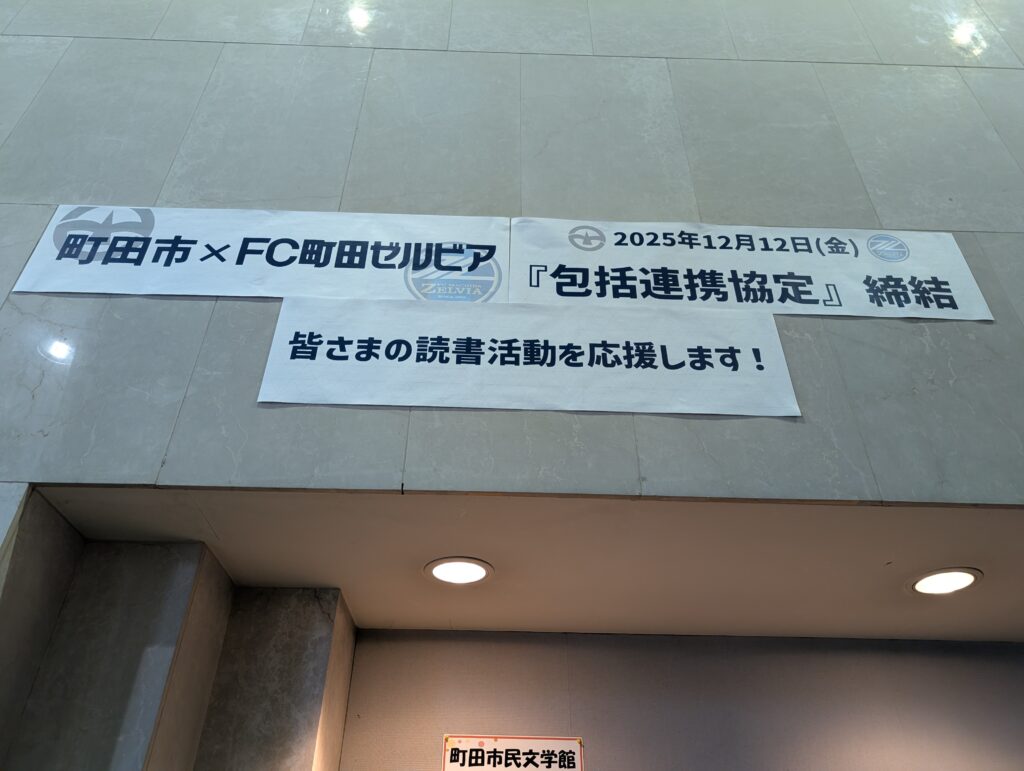 町田市×FC町田ゼルビア
ZELVIA
2025年12月12日(金)
『包括連携協定』 締結
皆さまの読書活動を応援します！
町田市民文学館